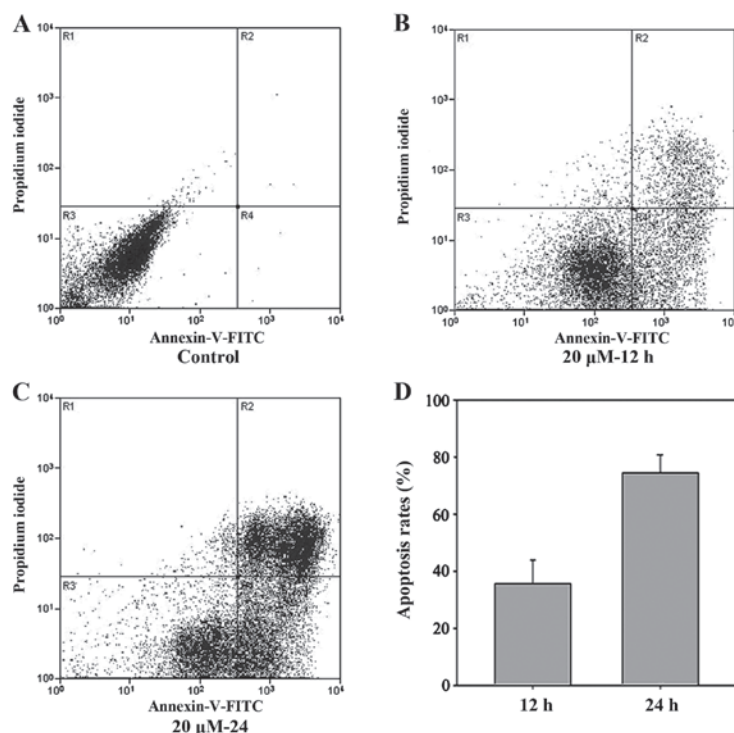 A
10⁴
R1
R2
10³
10²
R3
R4
10¹
10⁰
10⁰
10¹
10²
10³
10⁴
Propidium iodide
Annexin-V-FITC
Control
B
10⁴
R1
R2
10³
10²
R3
R4
10¹
10⁰
10⁰
10¹
10²
10³
Propidium iodide
Annexin-V-FITC
20 µM-12 h
C
10⁴
R1
R2
10³
10²
R3
10¹
10⁰
10⁰
10¹
10²
10³
10⁴
Propidium iodide
Annexin-V-FITC
20 µM-24
D
100
80
60
40
20
0
Apoptosis rates (%)
12 h
24 h